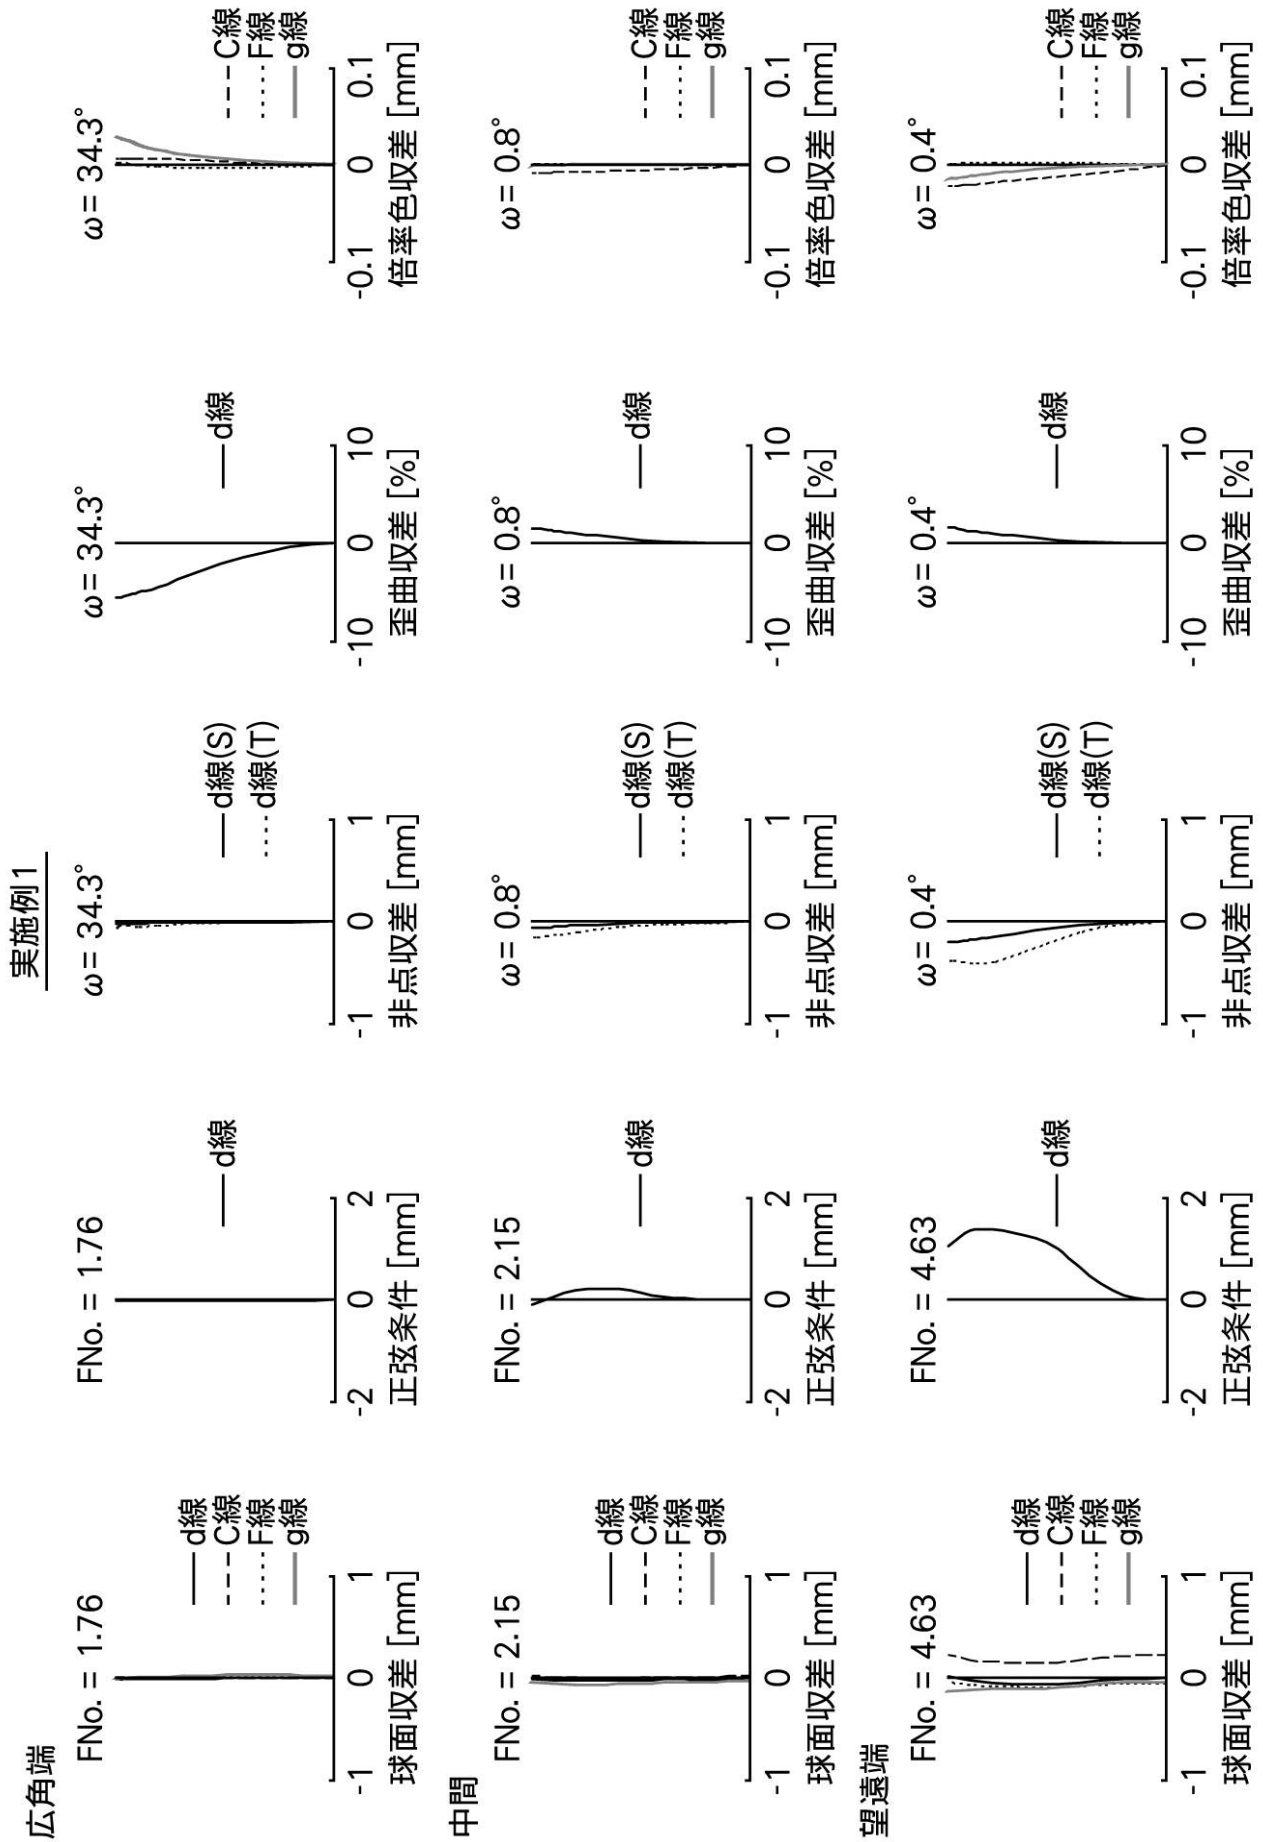 実施例1
広角端
FNo. = 1.76
d線
C線
F線
g線
-1 0 1
球面収差 [mm]
FNo. = 1.76
d線
-2 0 2
正弦条件 [mm]
ω= 34.3°
d線(S)
d線(T)
-1 0 1
非点収差 [mm]
ω= 34.3°
d線
-10 0 10
歪曲収差 [%]
ω= 34.3°
C線
F線
g線
-0.1 0 0.1
倍率色収差 [mm]
中間
FNo. = 2.15
d線
C線
F線
g線
-1 0 1
球面収差 [mm]
FNo. = 2.15
d線
-2 0 2
正弦条件 [mm]
ω= 0.8°
d線(S)
d線(T)
-1 0 1
非点収差 [mm]
ω= 0.8°
d線
-10 0 10
歪曲収差 [%]
ω= 0.8°
C線
F線
g線
-0.1 0 0.1
倍率色収差 [mm]
望遠端
FNo. = 4.63
d線
C線
F線
g線
-1 0 1
球面収差 [mm]
FNo. = 4.63
d線
-2 0 2
正弦条件 [mm]
ω= 0.4°
d線(S)
d線(T)
-1 0 1
非点収差 [mm]
ω= 0.4°
d線
-10 0 10
歪曲収差 [%]
ω= 0.4°
C線
F線
g線
-0.1 0 0.1
倍率色収差 [mm]